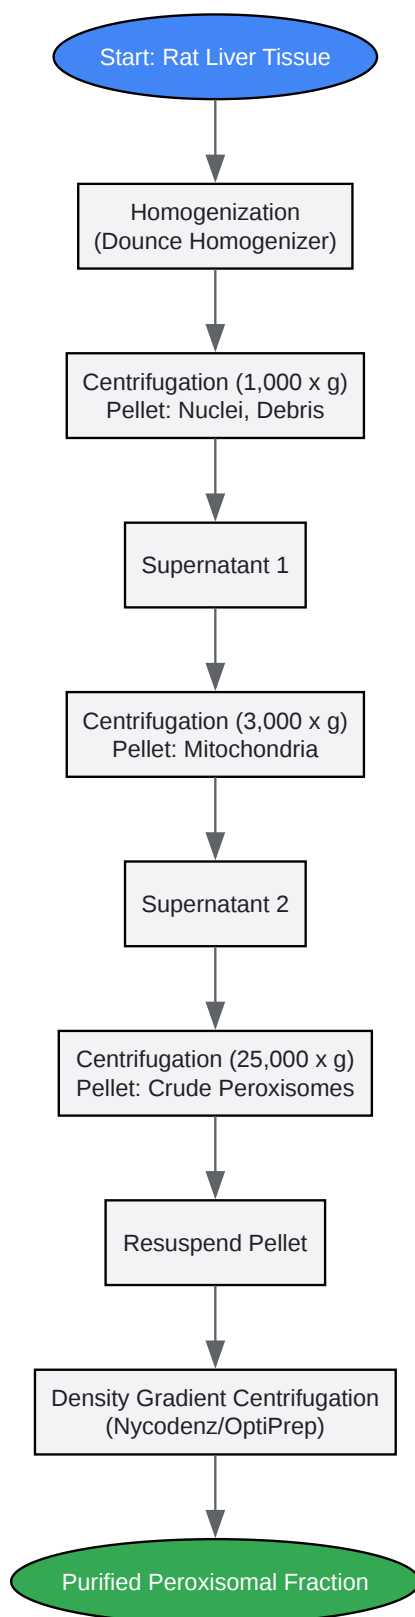 Start: Rat Liver Tissue
Homogenization
(Dounce Homogenizer)
Centrifugation (1,000 x g)
Pellet: Nuclei, Debris
Supernatant 1
Centrifugation (3,000 x g)
Pellet: Mitochondria
Supernatant 2
Centrifugation (25,000 x g)
Pellet: Crude Peroxisomes
Resuspend Pellet
Density Gradient Centrifugation
(Nycodenz/OptiPrep)
Purified Peroxisomal Fraction